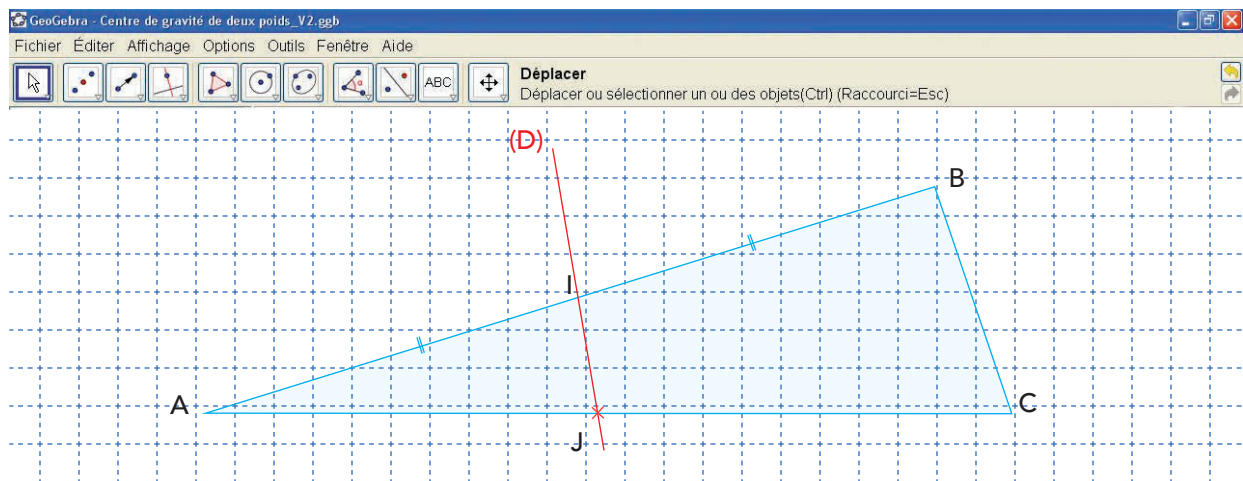 GeoGebra - Centre de gravité de deux poids_V2.ggb
Fichier Éditer Affichage Options Outils Fenêtre Aide
ABC
Déplacer
Déplacer ou sélectionner un ou des objets(Ctrl) (Raccourci=Esc)
(D)
B
I
A
C
J